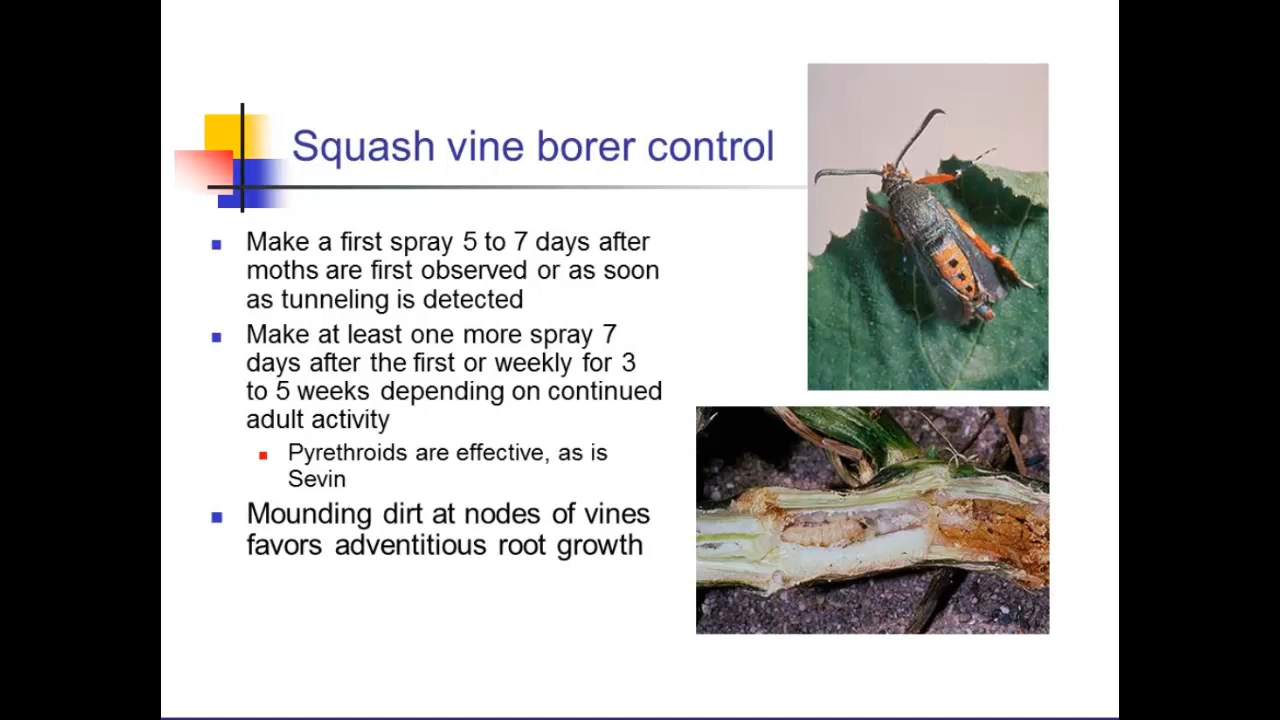 Squash vine borer control
Make a first spray 5 to 7 days after
moths are first observed or as soon
as tunneling is detected
Make at least one more spray 7
days after the first or weekly for 3
to 5 weeks depending on continued
adult activity
Pyrethroids are effective, as is
Sevin
Mounding dirt at nodes of vines
favors adventitious root growth